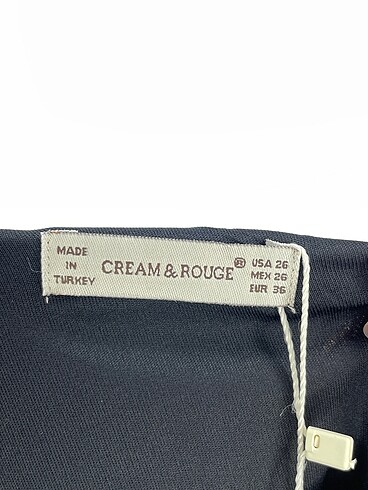 MADE
IN
TURKEY
CREAM & ROUGE®
USA 26
MEX 26
EUR 36